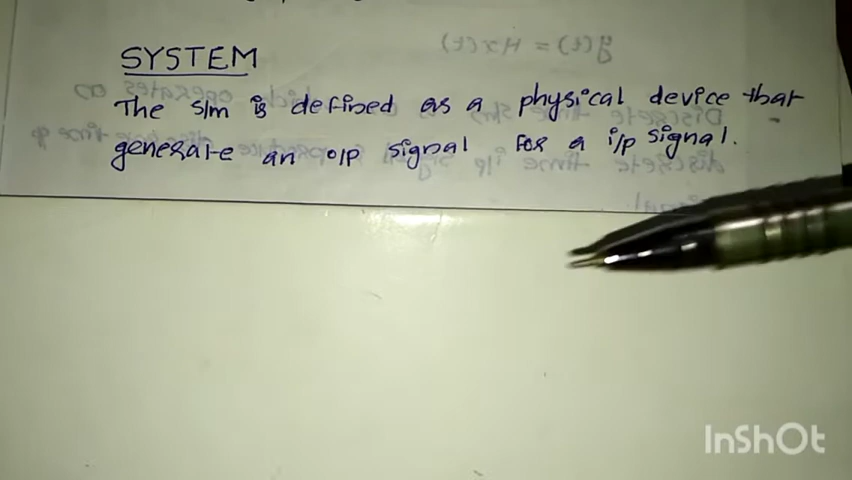 SYSTEM
The s/m is defined as a physical device that
generate an o/p signal for a i/p signal.
InShOt